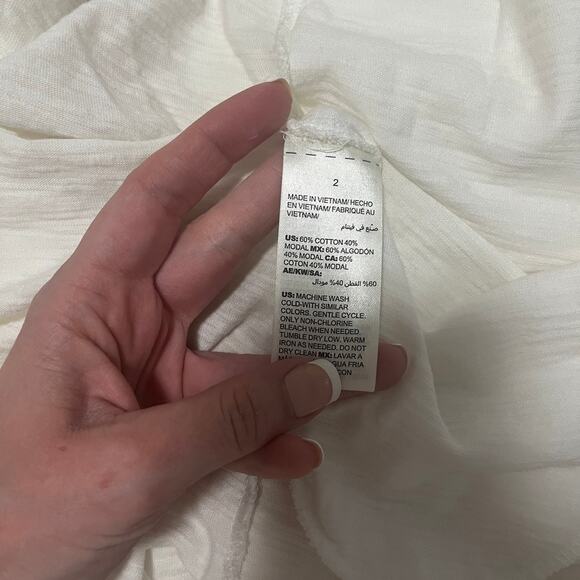 2
MADE IN VIETNAM/ HECHO
EN VIETNAM/ FABRIQUÉ AU
VIETNAM/
صنع في فيتنام
US: 60% COTTON 40%
MODAL MX: 60% ALGODÓN
40% MODAL CA: 60%
COTON 40% MODAL
AE/KW/SA:
60% القطن 40% مودال
US: MACHINE WASH
COLD-WITH SIMILAR
COLORS. GENTLE CYCLE.
ONLY NON-CHLORINE
BLEACH WHEN NEEDED.
TUMBLE DRY LOW. WARM
IRON AS NEEDED. DO NOT
DRY CLEAN MX: LAVAR A
AGUA FRIA
CON